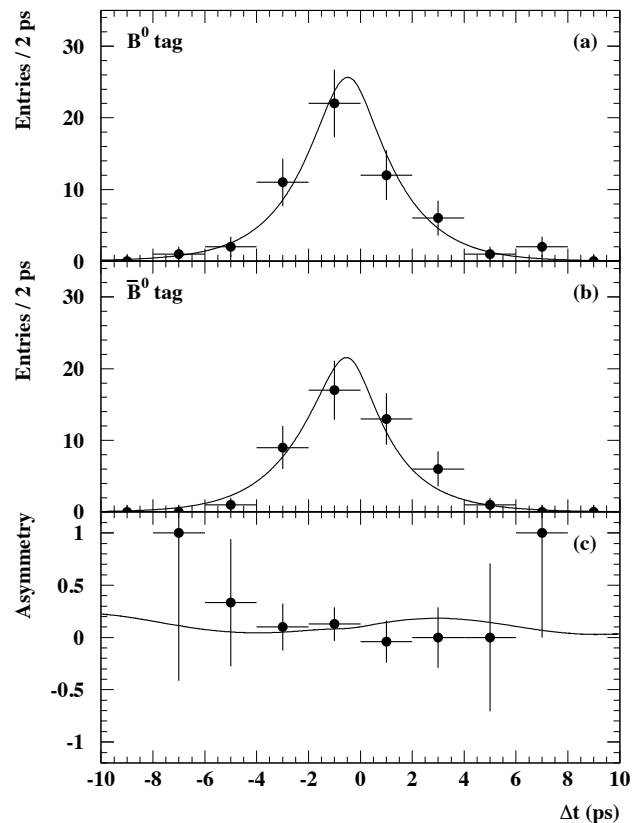 Entries / 2 ps
B⁰ tag
(a)
30
20
10
0
Entries / 2 ps
B̅⁰ tag
(b)
30
20
10
0
Asymmetry
(c)
1
0.5
0
-0.5
-1
-10 -8 -6 -4 -2 0 2 4 6 8 10
Δt (ps)